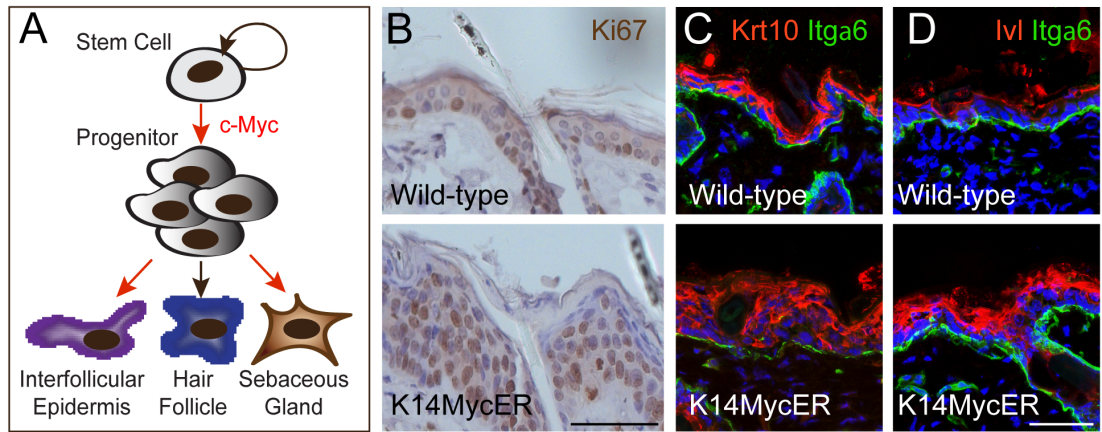 A
Stem Cell
c-Myc
Progenitor
Interfollicular
Epidermis
Hair
Follicle
Sebaceous
Gland
B
Ki67
Wild-type
K14MycER
C
Krt10 Itga6
Wild-type
K14MycER
D
Ivl Itga6
Wild-type
K14MycER